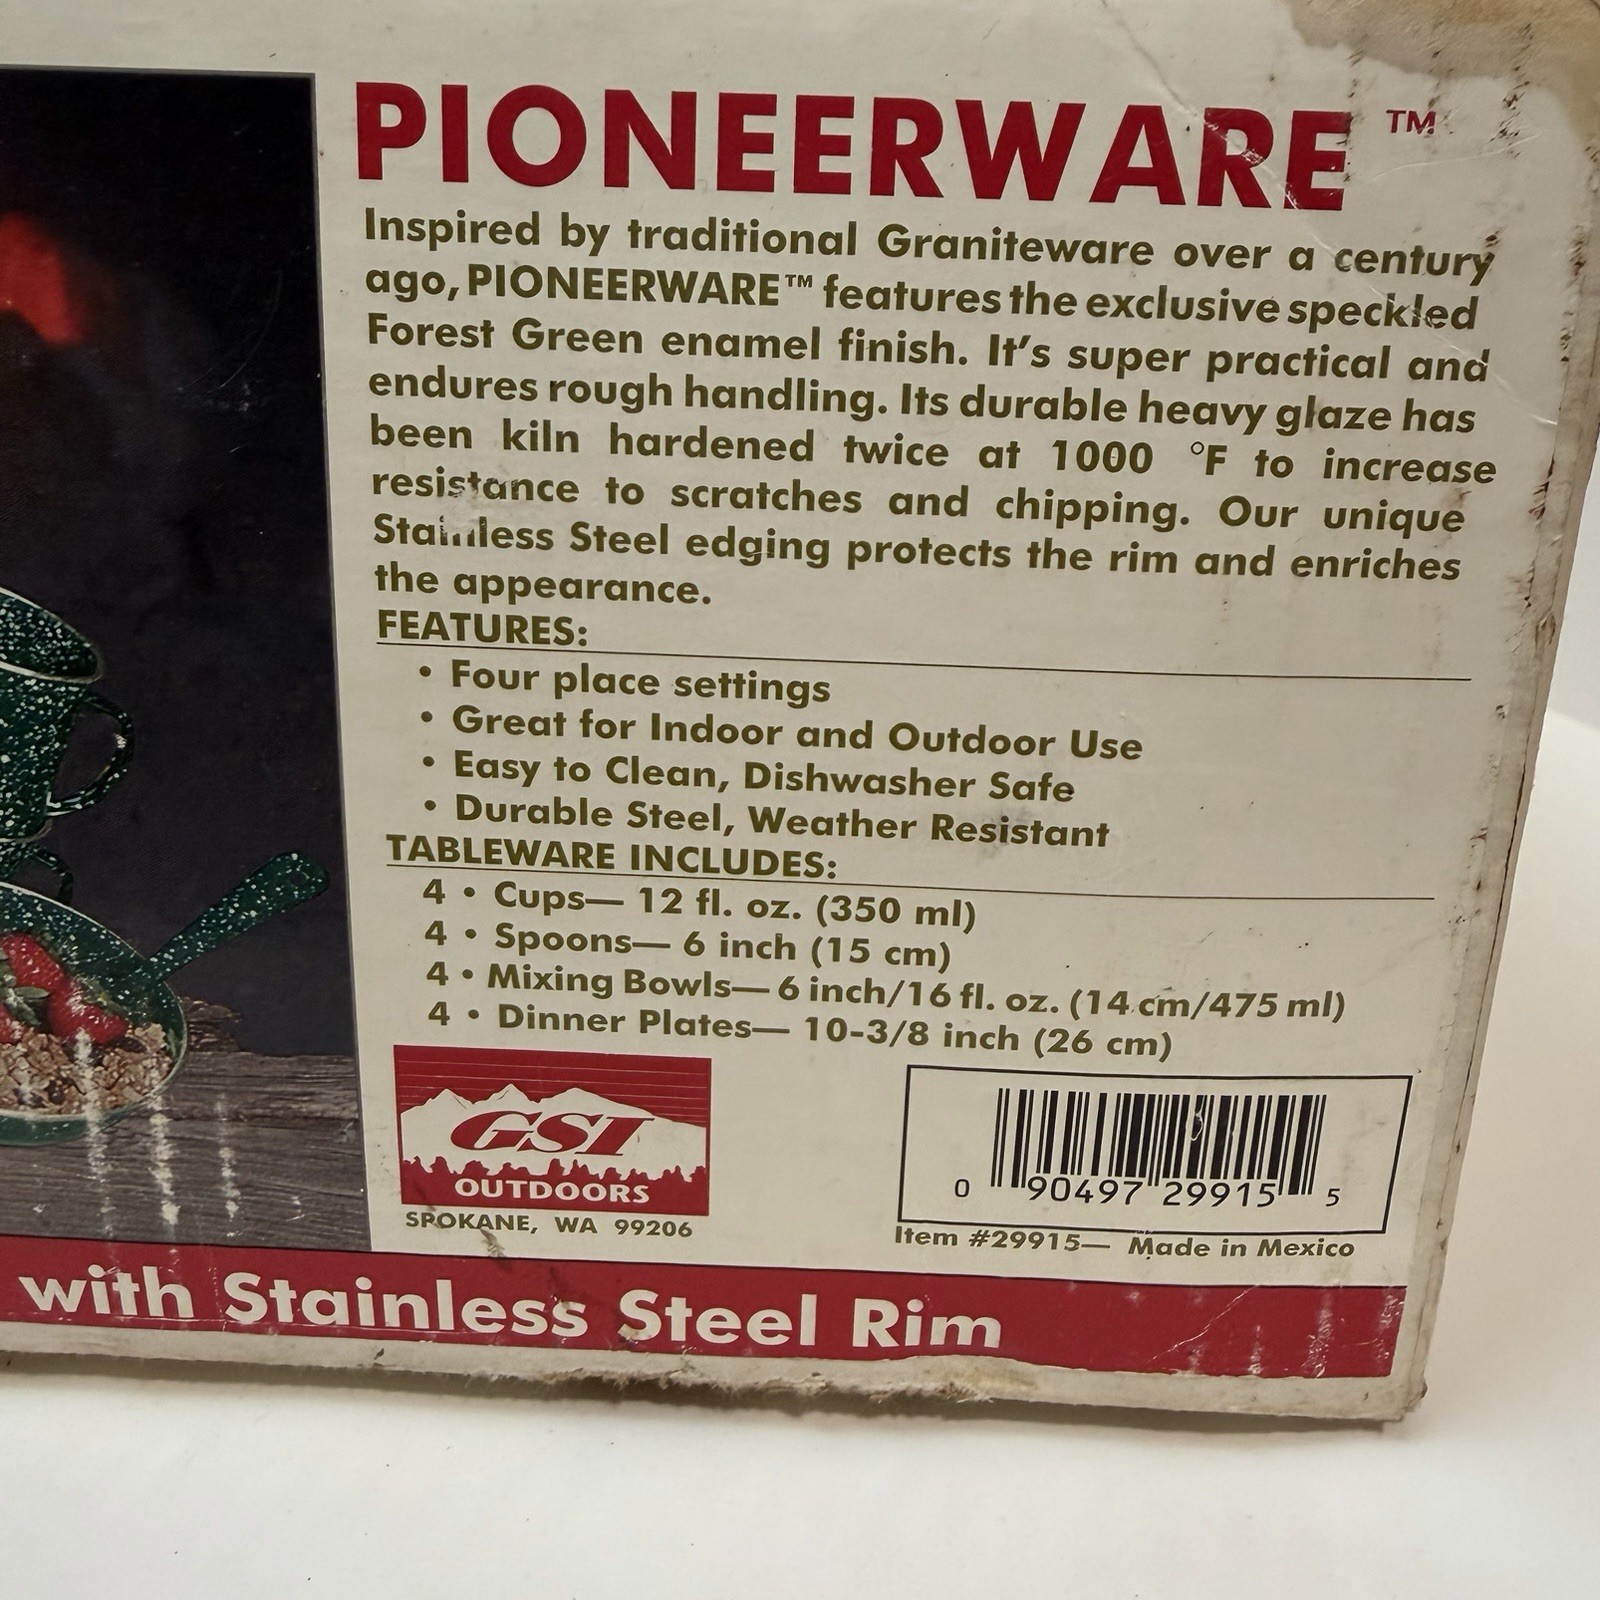 PIONEERWARE™
Inspired by traditional Graniteware over a century
ago, PIONEERWARE™ features the exclusive speckled
Forest Green enamel finish. It's super practical and
endures rough handling. Its durable heavy glaze has
been kiln hardened twice at 1000 °F to increase
resistance to scratches and chipping. Our unique
Stainless Steel edging protects the rim and enriches
the appearance.
FEATURES:
• Four place settings
• Great for Indoor and Outdoor Use
• Easy to Clean, Dishwasher Safe
• Durable Steel, Weather Resistant
TABLEWARE INCLUDES:
4 • Cups— 12 fl. oz. (350 ml)
4 • Spoons— 6 inch (15 cm)
4 • Mixing Bowls— 6 inch/16 fl. oz. (14 cm/475 ml)
4 • Dinner Plates— 10-3/8 inch (26 cm)
GSI
OUTDOORS
SPOKANE, WA 99206
0 90497 29915 5
Item #29915— Made in Mexico
with Stainless Steel Rim